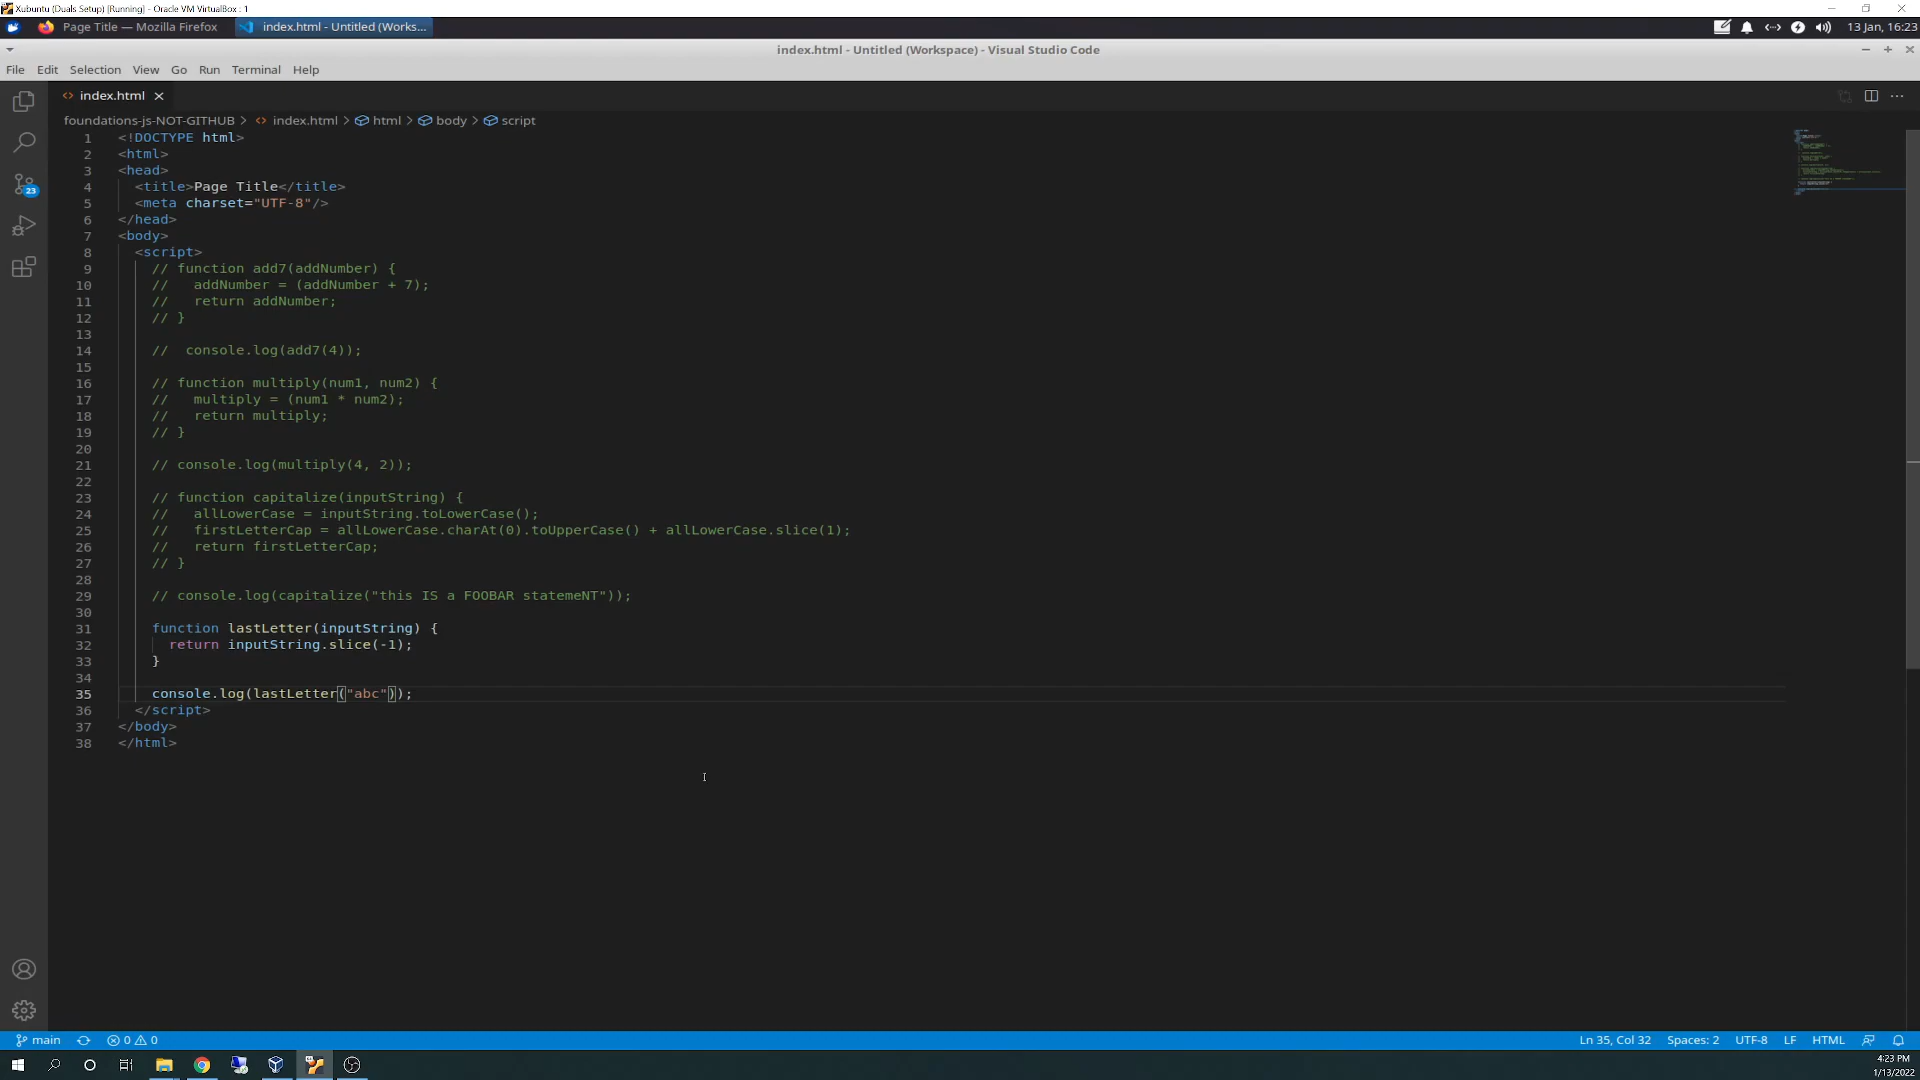 Xubuntu (Duals Setup) [Running] - Oracle VM VirtualBox : 1
Page Title — Mozilla Firefox
index.html - Untitled (Works...
13 Jan, 16:23
index.html - Untitled (Workspace) - Visual Studio Code
File Edit Selection View Go Run Terminal Help
index.html
foundations-js-NOT-GITHUB > index.html > html > body > script
1 <!DOCTYPE html>
2 <html>
3 <head>
4 <title>Page Title</title>
5 <meta charset="UTF-8"/>
6 </head>
7 <body>
8 <script>
9 // function add7(addNumber) {
10 // addNumber = (addNumber + 7);
11 // return addNumber;
12 // }
13
14 // console.log(add7(4));
15
16 // function multiply(num1, num2) {
17 // multiply = (num1 * num2);
18 // return multiply;
19 // }
20
21 // console.log(multiply(4, 2));
22
23 // function capitalize(inputString) {
24 // allLowerCase = inputString.toLowerCase();
25 // firstLetterCap = allLowerCase.charAt(0).toUpperCase() + allLowerCase.slice(1);
26 // return firstLetterCap;
27 // }
28
29 // console.log(capitalize("this IS a FOOBAR statemeNT"));
30
31 function lastLetter(inputString) {
32 return inputString.slice(-1);
33 }
34
35 console.log(lastLetter("abc"));
36 </script>
37 </body>
38 </html>
23
main 0 0
Ln 35, Col 32 Spaces: 2 UTF-8 LF HTML
4:23 PM
1/13/2022